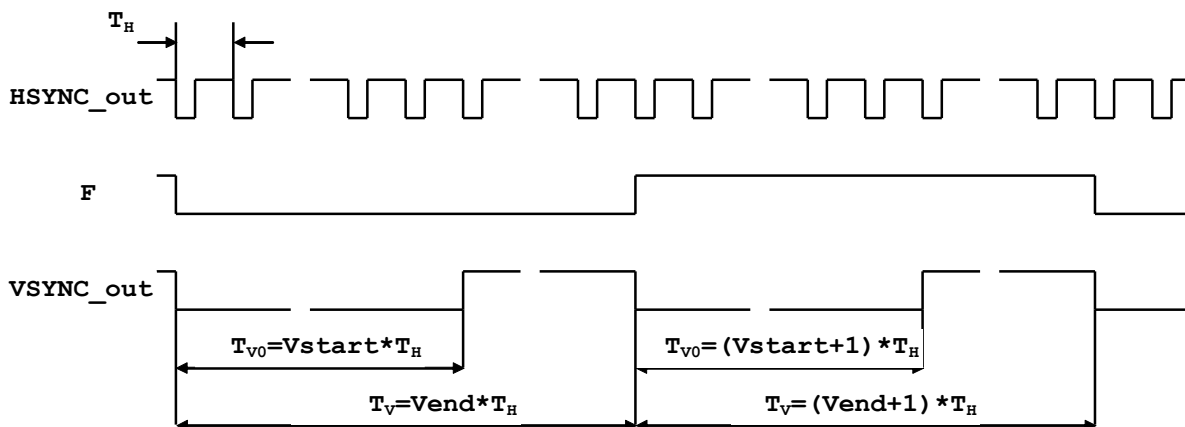 T_H
HSYNC_out
F
VSYNC_out
T_V0=Vstart*T_H
T_V0=(Vstart+1)*T_H
T_V=Vend*T_H
T_V=(Vend+1)*T_H